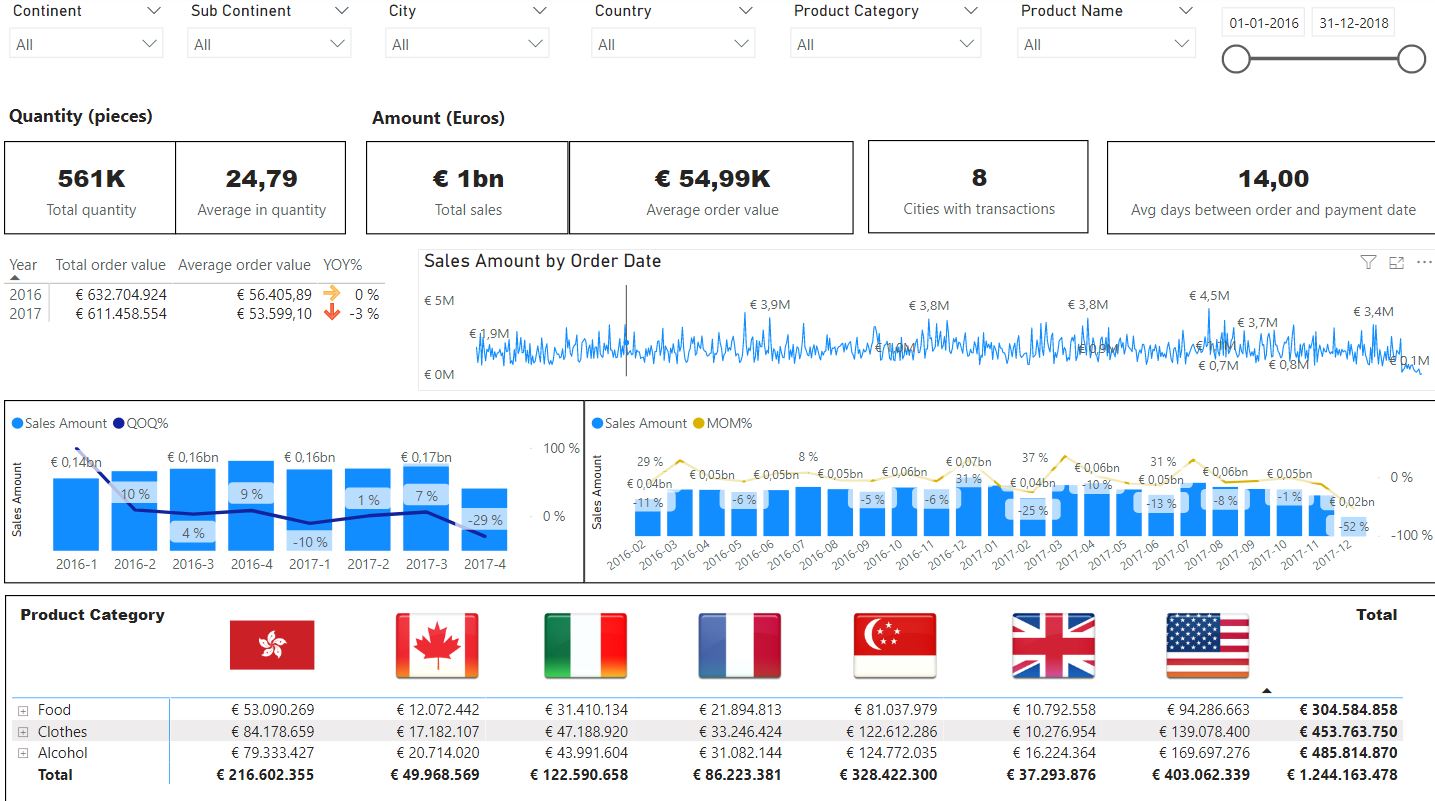 Continent Sub Continent City Country Product Category Product Name
01-01-2016 31-12-2018
All All All All All All
Quantity (pieces) Amount (Euros)
561K 24,79 € 1bn € 54,99K 8 14,00
Total quantity Average in quantity Total sales Average order value Cities with transactions Avg days between order and payment date
Year Total order value Average order value YOY%
2016 € 632.704.924 € 56.405,89 0 %
2017 € 611.458.554 € 53.599,10 -3 %
Sales Amount by Order Date
€ 5M
€ 0M
€ 1,9M € 3,9M € 3,8M € 3,8M € 4,5M € 3,7M € 3,4M
€ 0,7M € 0,8M € 0,1M
Sales Amount QOQ%
Sales Amount
€ 0,14bn € 0,16bn € 0,16bn € 0,17bn
100 %
0 %
10 % 4 % 9 % -10 % 1 % 7 % -29 %
2016-1 2016-2 2016-3 2016-4 2017-1 2017-2 2017-3 2017-4
Sales Amount MOM%
Sales Amount
29 % 8 % 37 % 31 %
€ 0,04bn € 0,05bn € 0,05bn € 0,05bn € 0,06bn € 0,07bn € 0,04bn € 0,06bn € 0,05bn € 0,06bn € 0,05bn € 0,02bn
-11 % -6 % -5 % -6 % 31 % -25 % -10 % -13 % -8 % -1 % -52 %
0 %
-100 %
2016-02 2016-03 2016-04 2016-05 2016-06 2016-07 2016-08 2016-09 2016-10 2016-11 2016-12 2017-01 2017-02 2017-03 2017-04 2017-05 2017-06 2017-07 2017-08 2017-09 2017-10 2017-11 2017-12
Product Category Total
Food € 53.090.269 € 12.072.442 € 31.410.134 € 21.894.813 € 81.037.979 € 10.792.558 € 94.286.663 € 304.584.858
Clothes € 84.178.659 € 17.182.107 € 47.188.920 € 33.246.424 € 122.612.286 € 10.276.954 € 139.078.400 € 453.763.750
Alcohol € 79.333.427 € 20.714.020 € 43.991.604 € 31.082.144 € 124.772.035 € 16.224.364 € 169.697.276 € 485.814.870
Total € 216.602.355 € 49.968.569 € 122.590.658 € 86.223.381 € 328.422.300 € 37.293.876 € 403.062.339 € 1.244.163.478